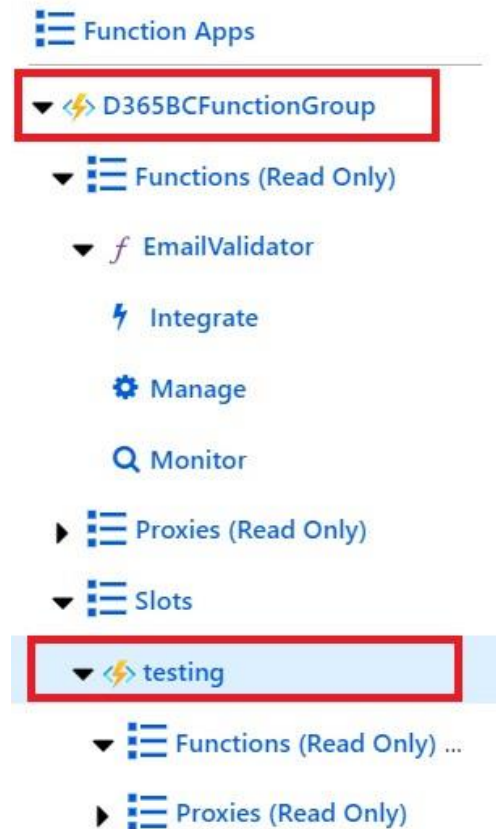 Function Apps
D365BCFunctionGroup
Functions (Read Only)
f EmailValidator
Integrate
Manage
Monitor
Proxies (Read Only)
Slots
testing
Functions (Read Only) ...
Proxies (Read Only)